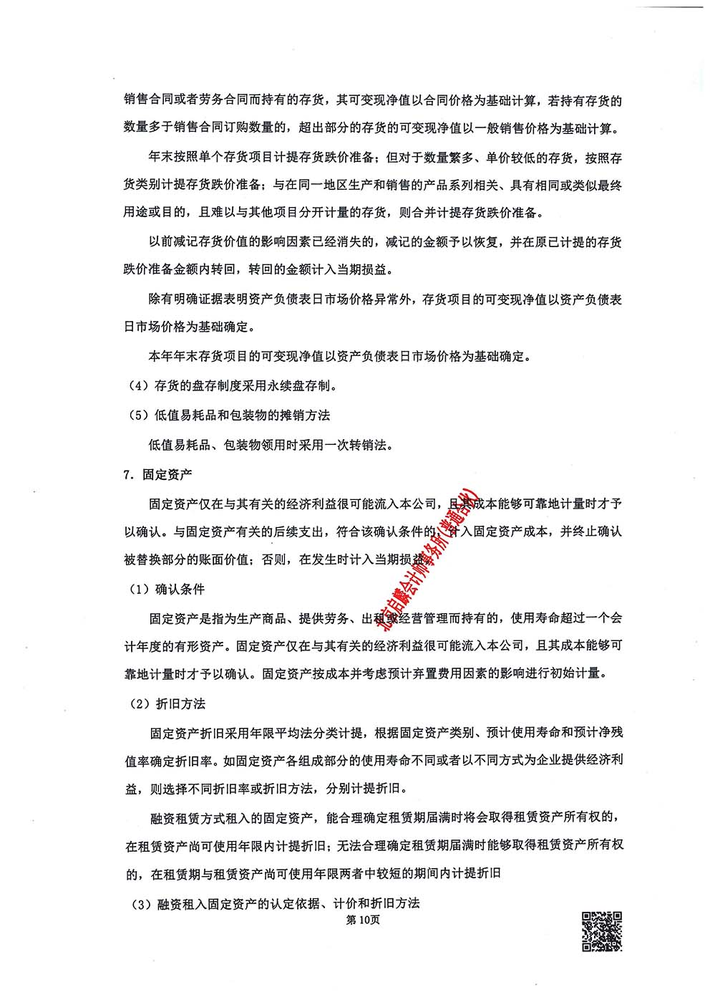 销售合同或者劳务合同而持有的存货，其可变现净值以合同价格为基础计算，若持有存货的
数量多于销售合同订购数量的，超出部分的存货的可变现净值以一般销售价格为基础计算。
年末按照单个存货项目计提存货跌价准备；但对于数量繁多、单价较低的存货，按照存
货类别计提存货跌价准备；与在同一地区生产和销售的产品系列相关、具有相同或类似最终
用途或目的，且难以与其他项目分开计量的存货，则合并计提存货跌价准备。
以前减记存货价值的影响因素已经消失的，减记的金额予以恢复，并在原已计提的存货
跌价准备金额内转回，转回的金额计入当期损益。
除有明确证据表明资产负债表日市场价格异常外，存货项目的可变现净值以资产负债表
日市场价格为基础确定。
本年年末存货项目的可变现净值以资产负债表日市场价格为基础确定。
（4）存货的盘存制度采用永续盘存制。
（5）低值易耗品和包装物的摊销方法
低值易耗品、包装物领用时采用一次转销法。
7．固定资产
固定资产仅在与其有关的经济利益很可能流入本公司，且其成本能够可靠地计量时才予
以确认。与固定资产有关的后续支出，符合该确认条件的，计入固定资产成本，并终止确认
被替换部分的账面价值；否则，在发生时计入当期损益。
（1）确认条件
固定资产是指为生产商品、提供劳务、出租或经营管理而持有的，使用寿命超过一个会
计年度的有形资产。固定资产仅在与其有关的经济利益很可能流入本公司，且其成本能够可
靠地计量时才予以确认。固定资产按成本并考虑预计弃置费用因素的影响进行初始计量。
（2）折旧方法
固定资产折旧采用年限平均法分类计提，根据固定资产类别、预计使用寿命和预计净残
值率确定折旧率。如固定资产各组成部分的使用寿命不同或者以不同方式为企业提供经济利
益，则选择不同折旧率或折旧方法，分别计提折旧。
融资租赁方式租入的固定资产，能合理确定租赁期届满时将会取得租赁资产所有权的，
在租赁资产尚可使用年限内计提折旧；无法合理确定租赁期届满时能够取得租赁资产所有权
的，在租赁期与租赁资产尚可使用年限两者中较短的期间内计提折旧
（3）融资租入固定资产的认定依据、计价和折旧方法
第 10页
北京启麟会计师事务所(普通合伙)